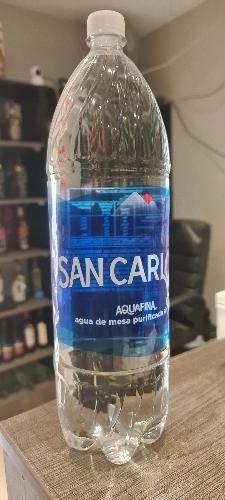 SAN CARL
AQUAFINA
agua de mesa purificada